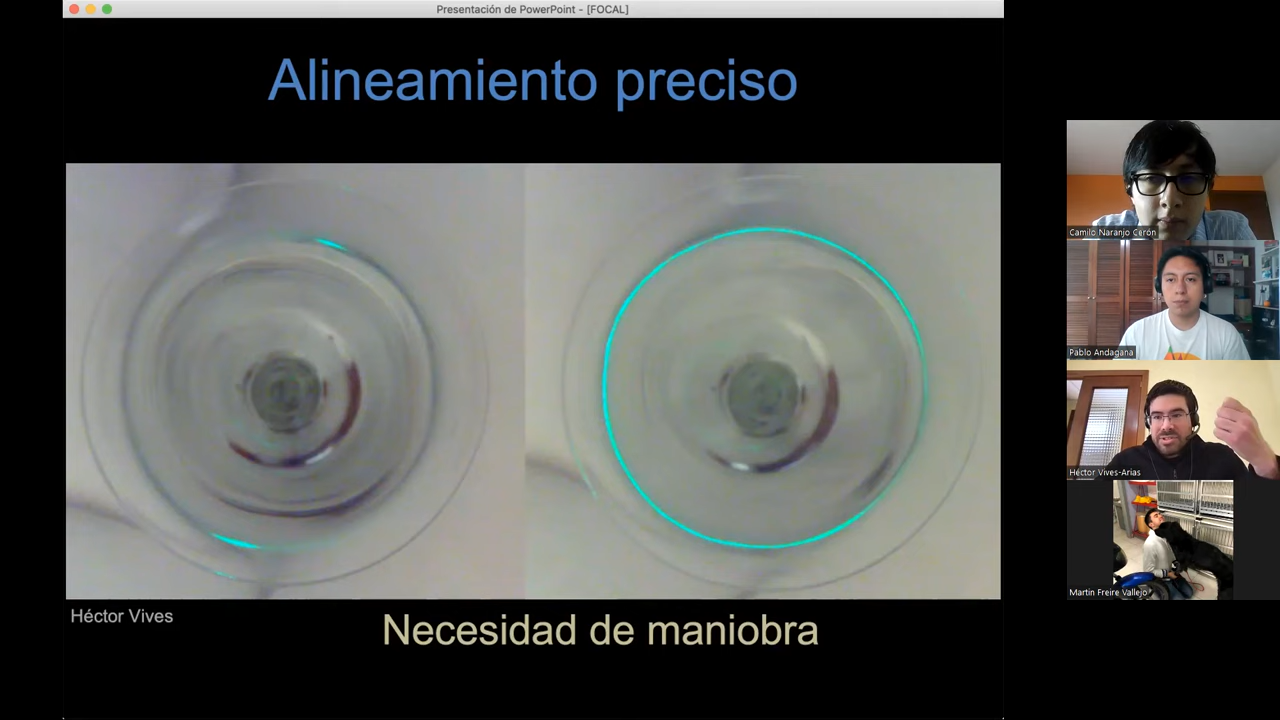 Presentación de PowerPoint - [FOCAL]
Alineamiento preciso
Héctor Vives
Necesidad de maniobra
Camilo Naranjo Cerón
Pablo Andagana
Héctor Vives-Arias
Martin Freire Vallejo